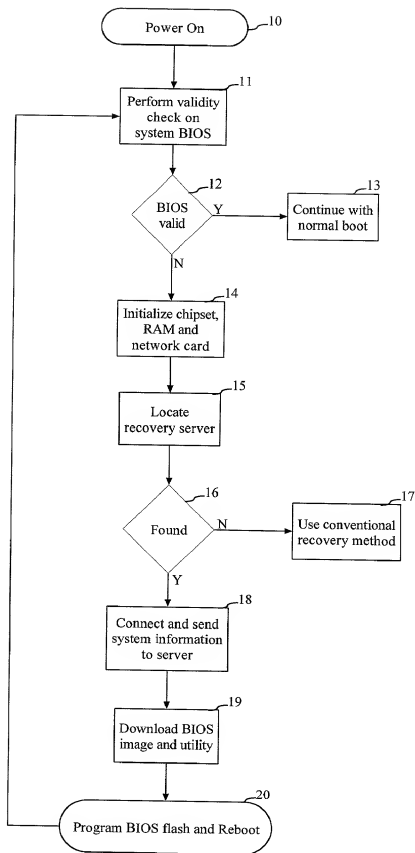 10
Power On
11
Perform validity
check on
system BIOS
12
BIOS
valid
Y
13
Continue with
normal boot
N
14
Initialize chipset,
RAM and
network card
15
Locate
recovery server
16
Found
N
17
Use conventional
recovery method
Y
18
Connect and send
system information
to server
19
Download BIOS
image and utility
20
Program BIOS flash and Reboot